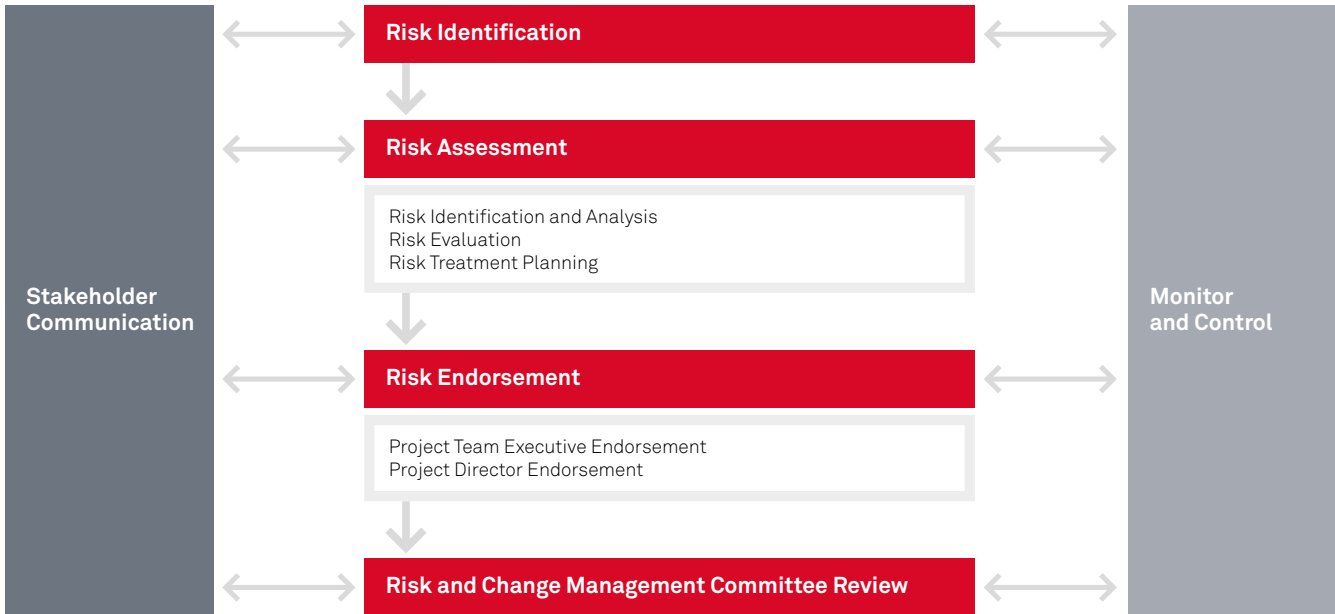 Risk Identification
Risk Assessment
Risk Identification and Analysis
Risk Evaluation
Risk Treatment Planning
Stakeholder
Communication
Monitor
and Control
Risk Endorsement
Project Team Executive Endorsement
Project Director Endorsement
Risk and Change Management Committee Review